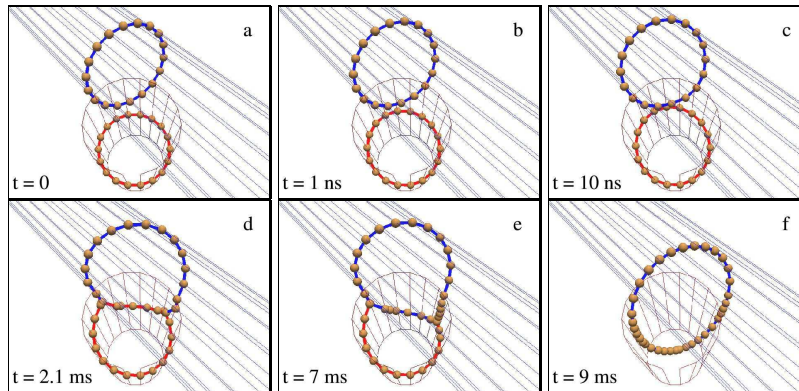 a
t = 0
b
t = 1 ns
c
t = 10 ns
d
t = 2.1 ms
e
t = 7 ms
f
t = 9 ms